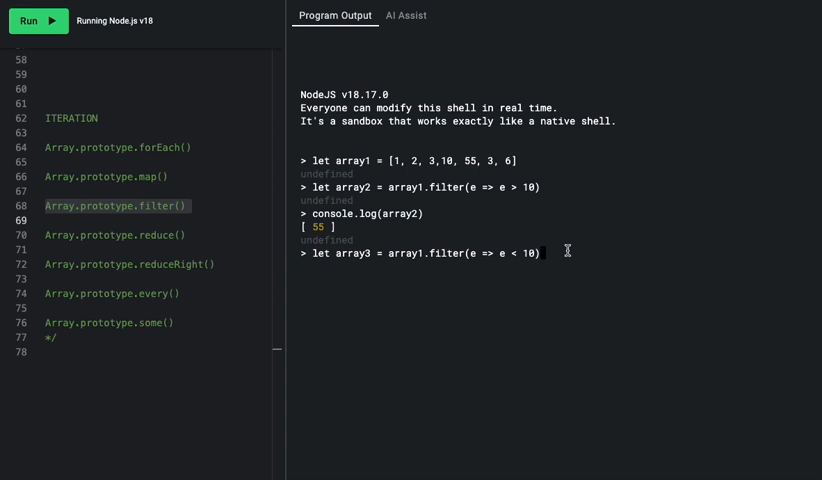 Run
Running Node.js v18
Program Output
AI Assist
58
59
60
61
62 ITERATION
63
64 Array.prototype.forEach()
65
66 Array.prototype.map()
67
68 Array.prototype.filter()
69
70 Array.prototype.reduce()
71
72 Array.prototype.reduceRight()
73
74 Array.prototype.every()
75
76 Array.prototype.some()
77 */
78
NodeJS v18.17.0
Everyone can modify this shell in real time.
It's a sandbox that works exactly like a native shell.
> let array1 = [1, 2, 3,10, 55, 3, 6]
undefined
> let array2 = array1.filter(e => e > 10)
undefined
> console.log(array2)
[ 55 ]
undefined
> let array3 = array1.filter(e => e < 10)